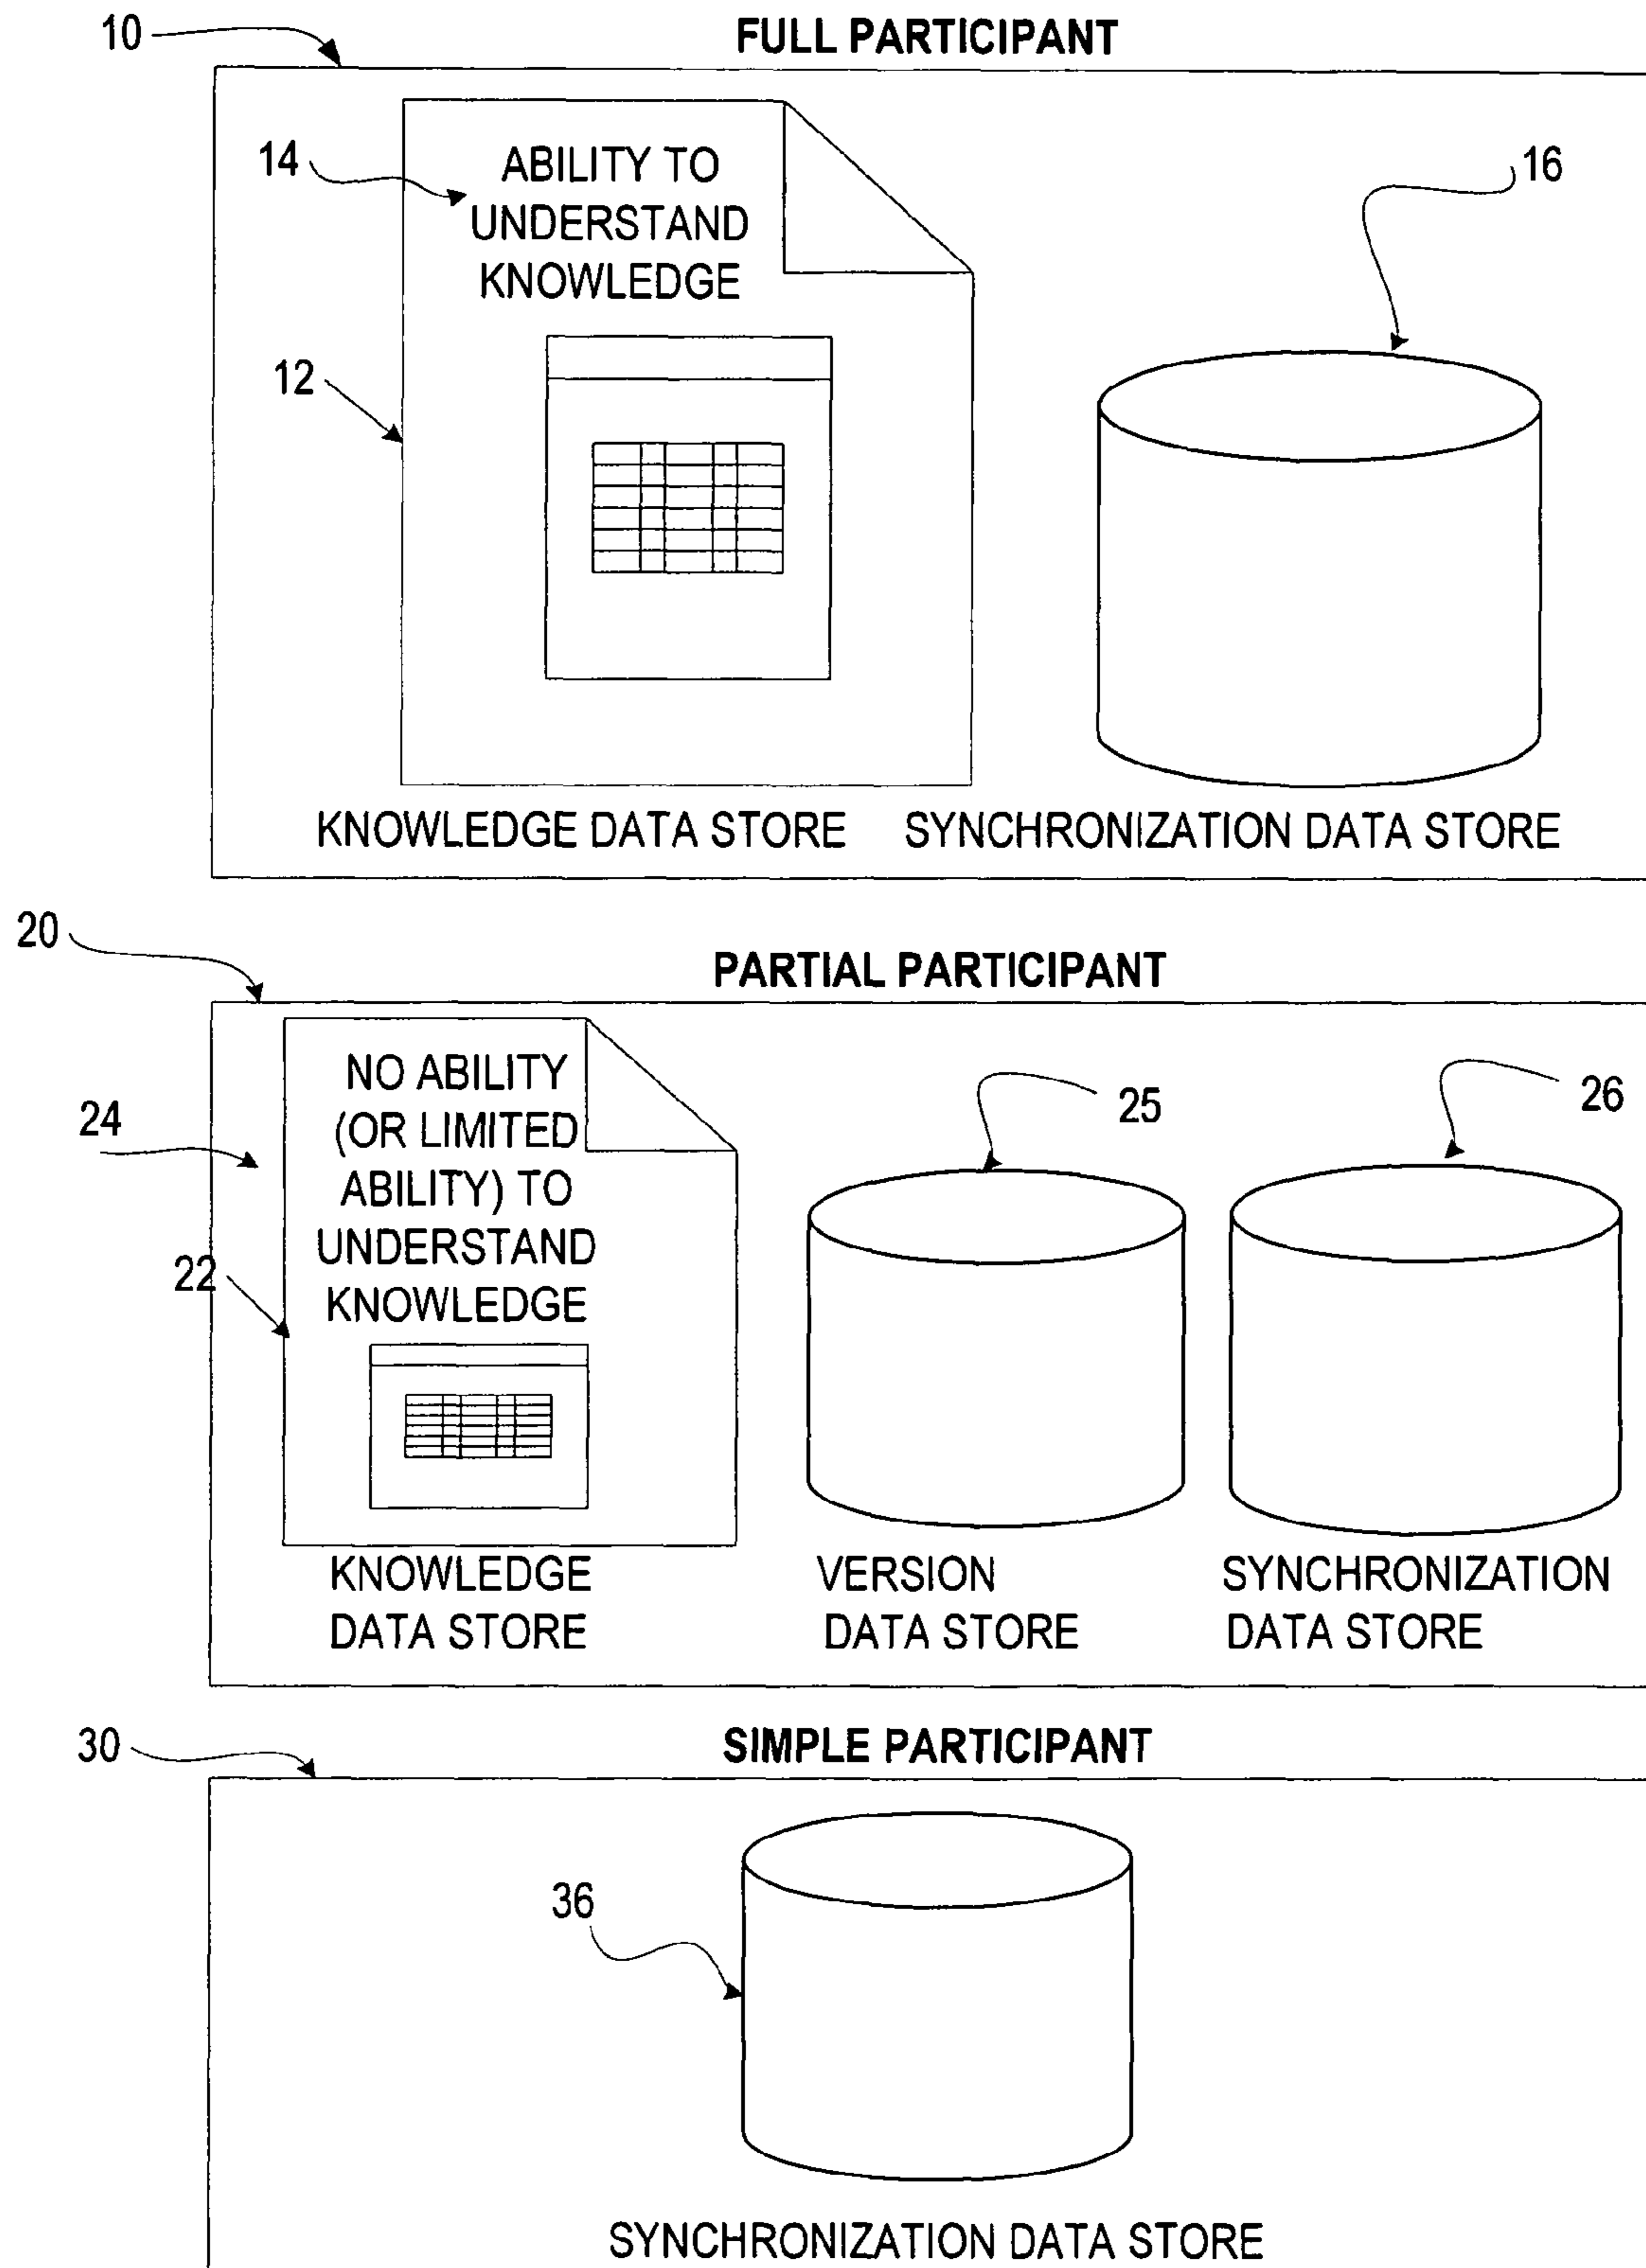 10
FULL PARTICIPANT
14
ABILITY TO
UNDERSTAND
KNOWLEDGE
16
12
KNOWLEDGE DATA STORE
SYNCHRONIZATION DATA STORE
20
PARTIAL PARTICIPANT
24
NO ABILITY
(OR LIMITED
ABILITY) TO
UNDERSTAND
KNOWLEDGE
22
25
26
KNOWLEDGE
DATA STORE
VERSION
DATA STORE
SYNCHRONIZATION
DATA STORE
30
SIMPLE PARTICIPANT
36
SYNCHRONIZATION DATA STORE